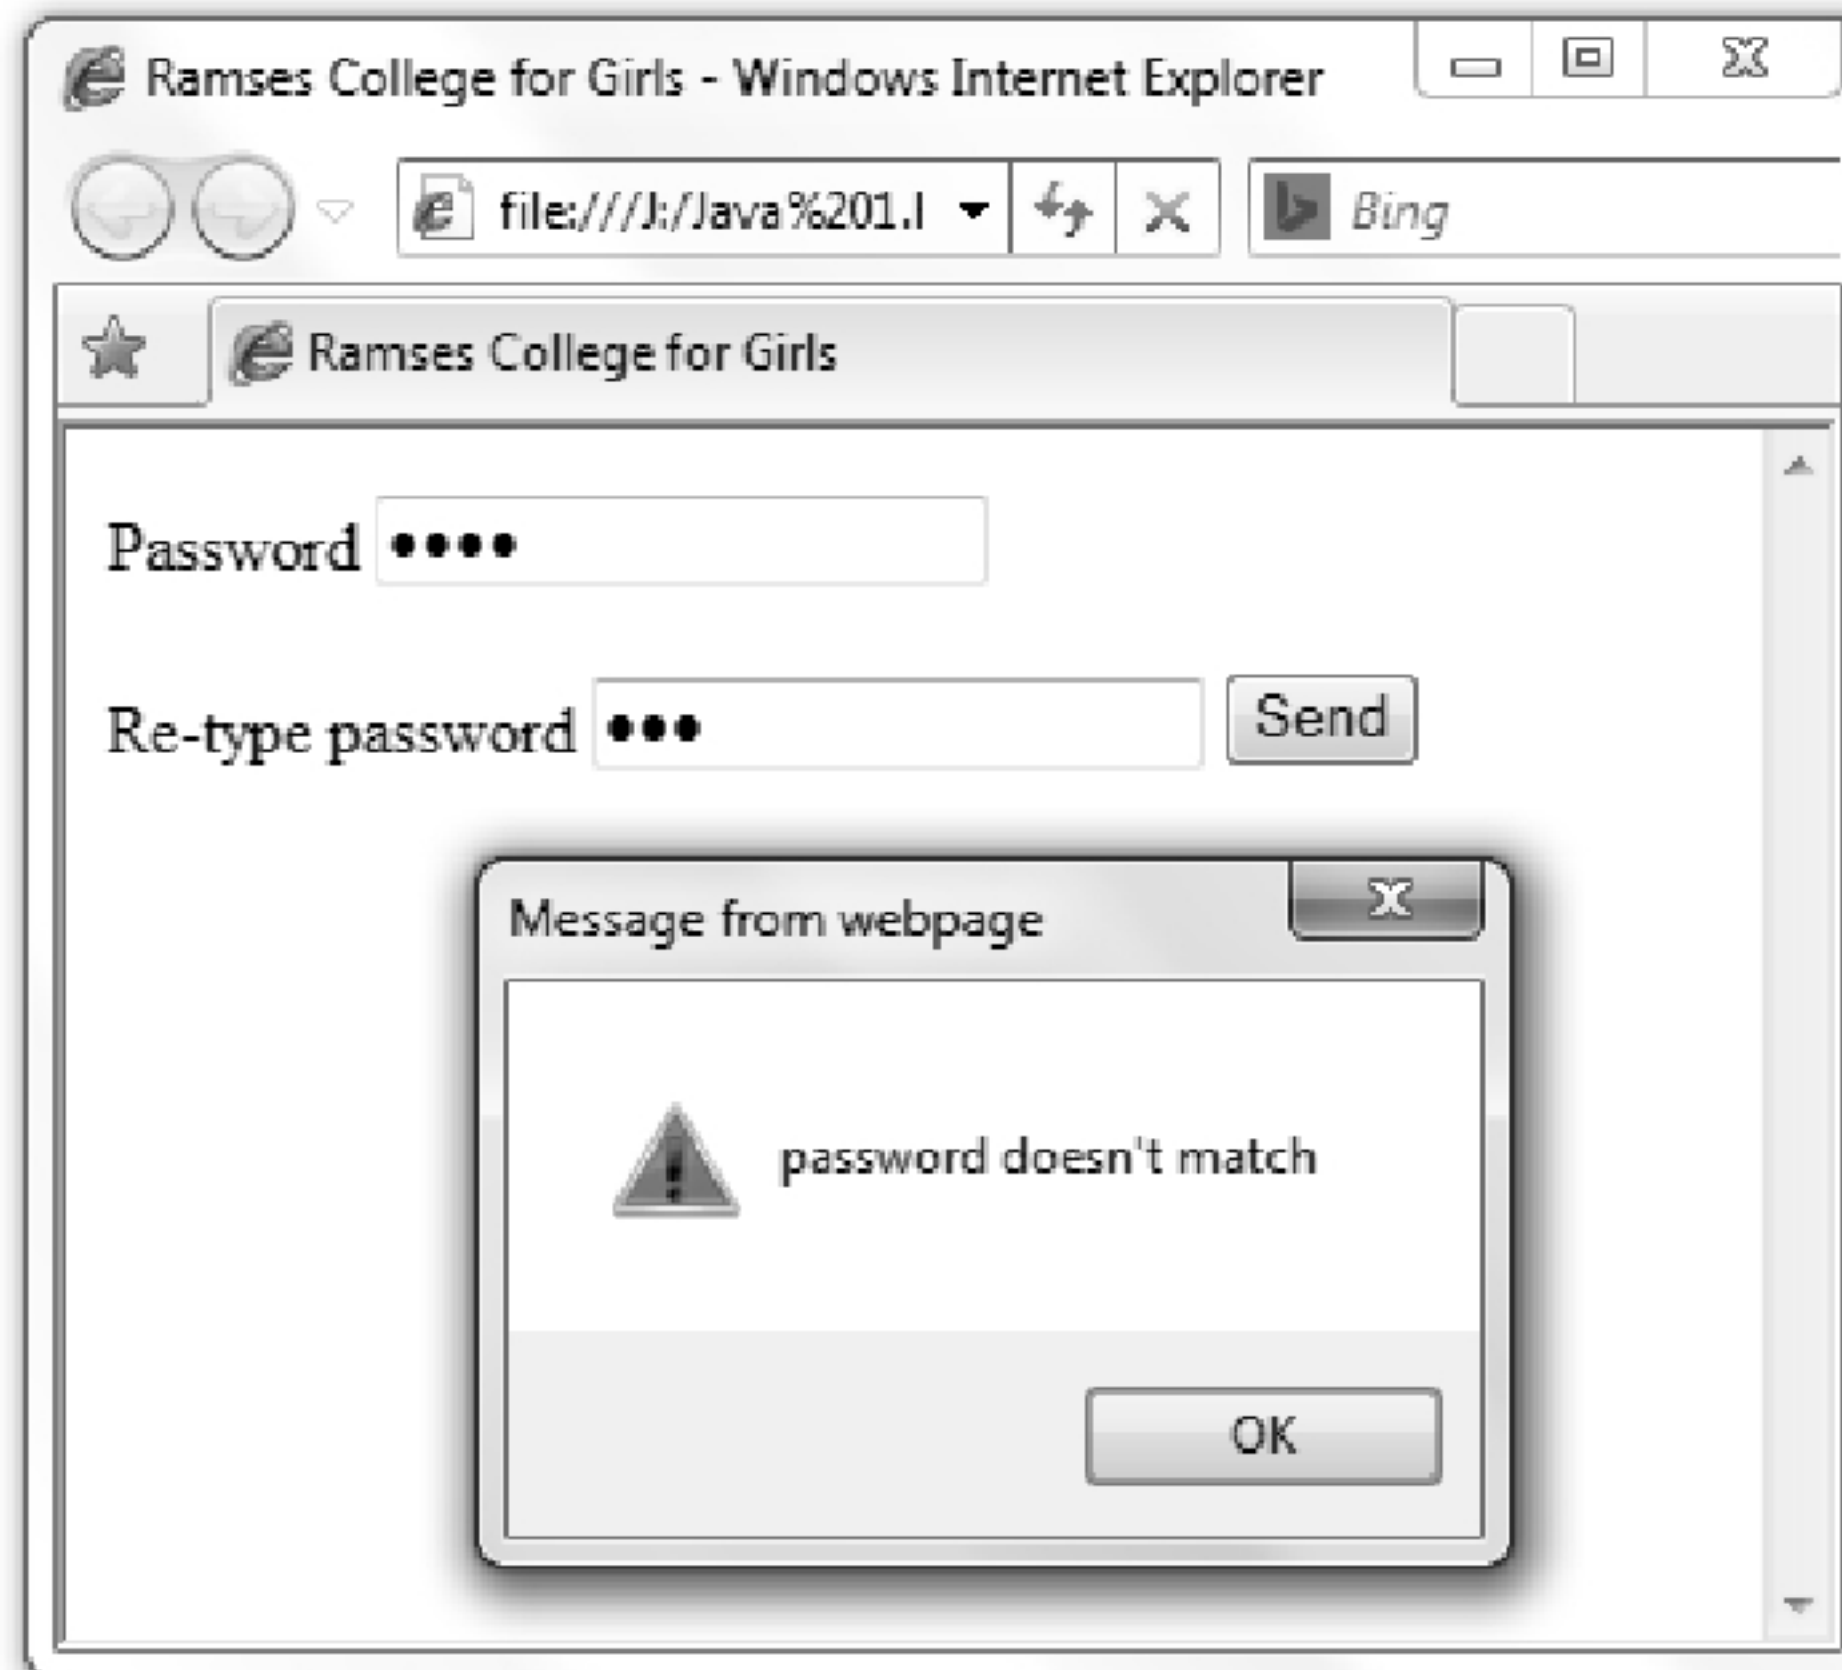 Ramses College for Girls - Windows Internet Explorer
file:///J:/Java%201.I
Bing
Ramses College for Girls
Password ••••
Re-type password ••• Send
Message from webpage
password doesn't match
OK